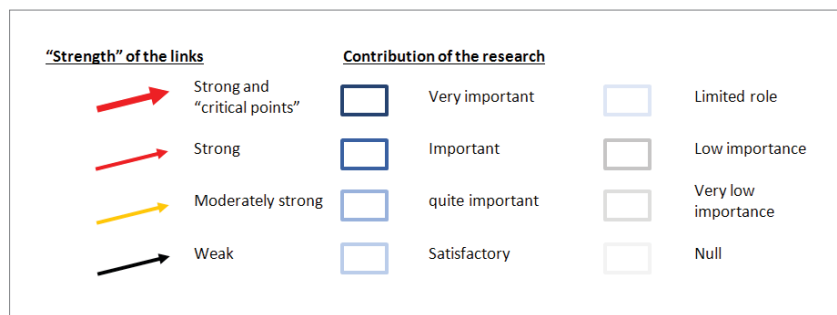 “Strength” of the links
Contribution of the research
Strong and
“critical points”
Very important
Limited role
Strong
Important
Low importance
Moderately strong
quite important
Very low
importance
Weak
Satisfactory
Null